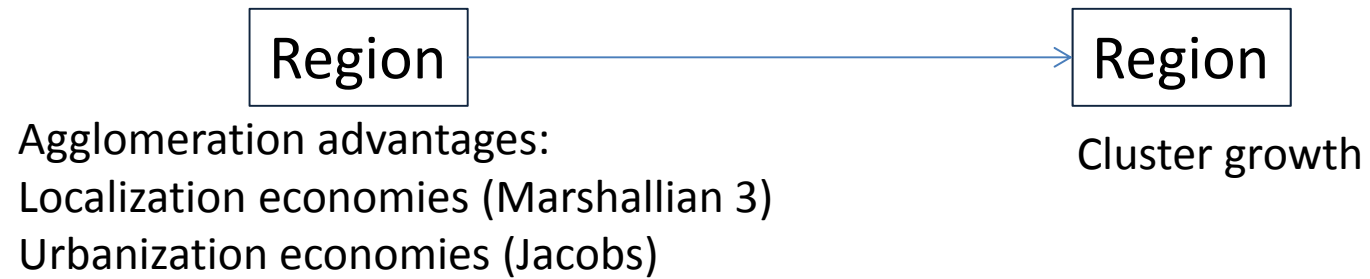 Region
Region
Agglomeration advantages:
Localization economies (Marshallian 3)
Urbanization economies (Jacobs)
Cluster growth